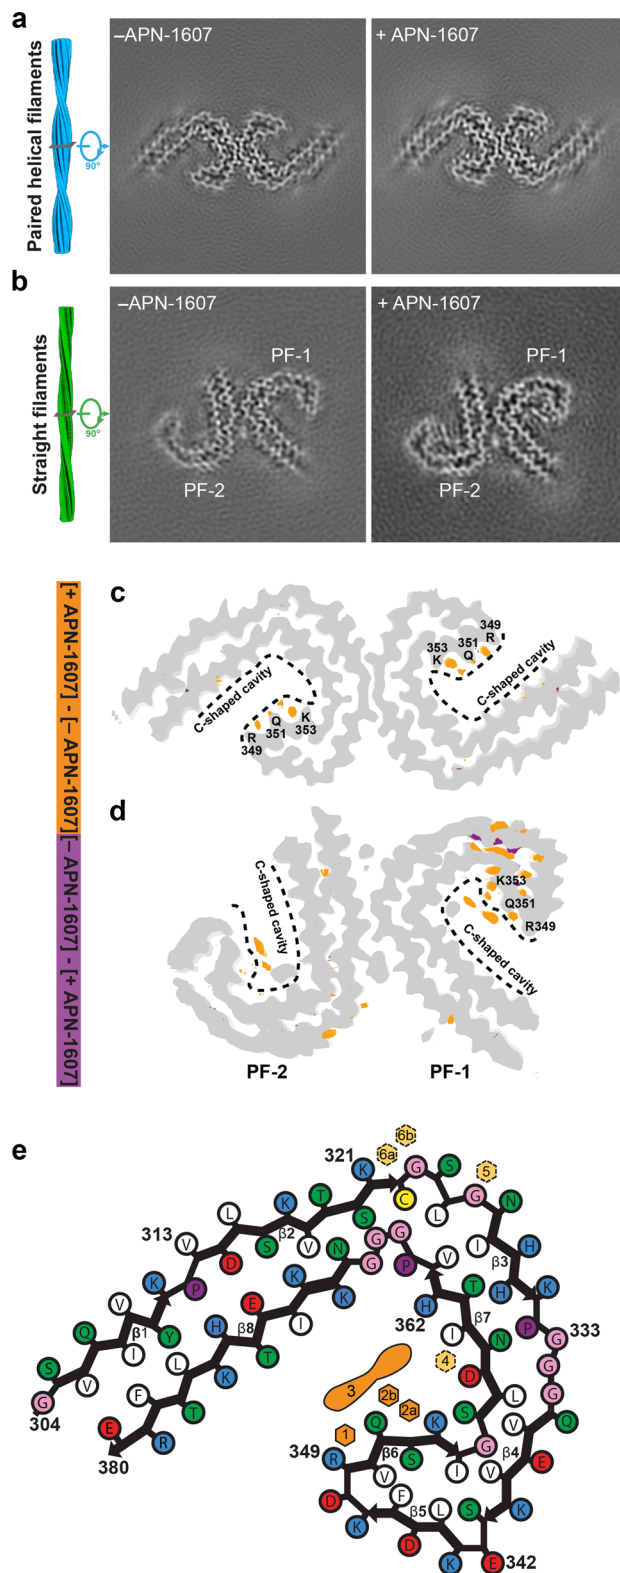 a
Paired helical filaments
90°
–APN-1607
+ APN-1607
b
Straight filaments
90°
–APN-1607
PF-1
PF-2
+ APN-1607
PF-1
PF-2
[+ APN-1607] - [– APN-1607]
[– APN-1607] - [+ APN-1607]
c
C-shaped cavity
R
349
Q
351
K
353
353
K
351
Q
349
R
C-shaped cavity
d
C-shaped cavity
K353
Q351
R349
C-shaped cavity
PF-2
PF-1
e
304
G S V Q I V Y K P V D L S K V T S K C G S L G N I H H K P G G G G Q V E V K S E K L D F K D R V Q S K I G S L D N I T H V P G G G N K K I E T H K L T F R E
313
321
333
342
349
362
380
β1
β2
β3
β4
β5
β6
β7
β8
1
2a
2b
3
4
5
6a
6b